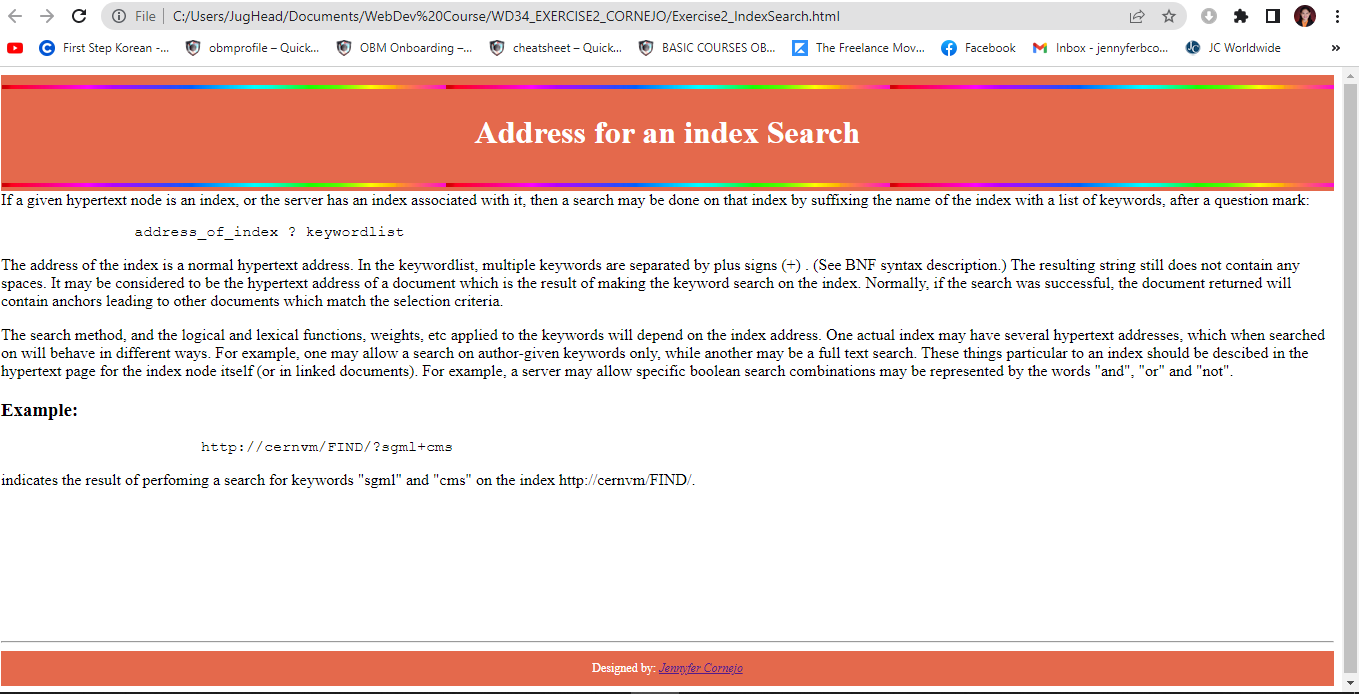 File
C:/Users/JugHead/Documents/WebDev%20Course/WD34_EXERCISE2_CORNEJO/Exercise2_IndexSearch.html
First Step Korean -...
obmprofile – Quick...
OBM Onboarding –...
cheatsheet – Quick...
BASIC COURSES OB...
The Freelance Mov...
Facebook
Inbox - jennyferbco...
JC Worldwide
»
Address for an index Search
If a given hypertext node is an index, or the server has an index associated with it, then a search may be done on that index by suffixing the name of the index with a list of keywords, after a question mark:
address_of_index ? keywordlist
The address of the index is a normal hypertext address. In the keywordlist, multiple keywords are separated by plus signs (+) . (See BNF syntax description.) The resulting string still does not contain any
spaces. It may be considered to be the hypertext address of a document which is the result of making the keyword search on the index. Normally, if the search was successful, the document returned will
contain anchors leading to other documents which match the selection criteria.
The search method, and the logical and lexical functions, weights, etc applied to the keywords will depend on the index address. One actual index may have several hypertext addresses, which when searched
on will behave in different ways. For example, one may allow a search on author-given keywords only, while another may be a full text search. These things particular to an index should be descibed in the
hypertext page for the index node itself (or in linked documents). For example, a server may allow specific boolean search combinations may be represented by the words "and", "or" and "not".
Example:
http://cernvm/FIND/?sgml+cms
indicates the result of perfoming a search for keywords "sgml" and "cms" on the index http://cernvm/FIND/.
Designed by: Jennyfer Cornejo